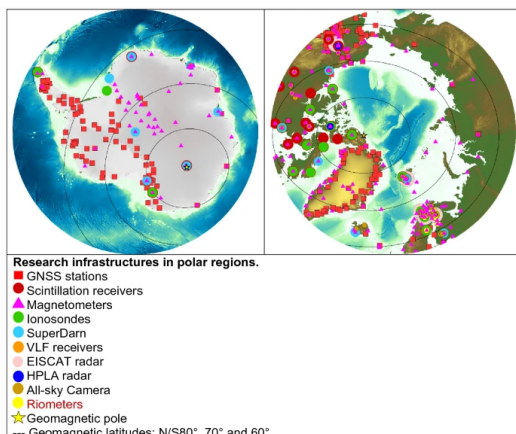 Research infrastructures in polar regions.
GNSS stations
Scintillation receivers
Magnetometers
Ionosondes
SuperDarn
VLF receivers
EISCAT radar
HPLA radar
All-sky Camera
Riometers
Geomagnetic pole
--- Geomagnetic latitudes: N/S80°, 70° and 60°